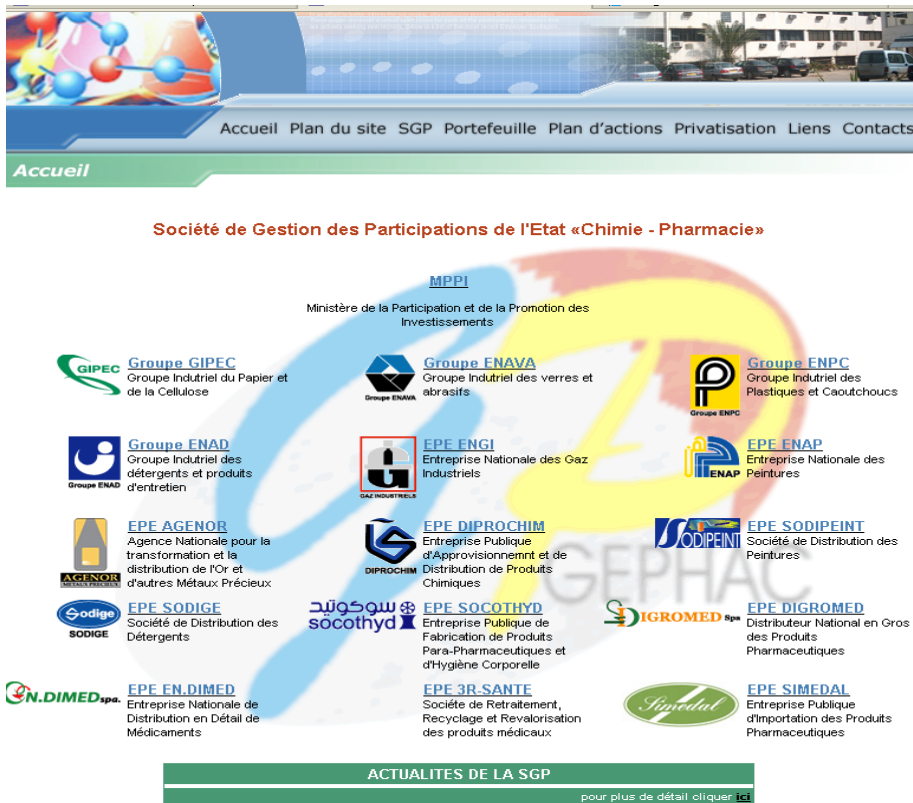 Accueil Plan du site SGP Portefeuille Plan d'actions Privatisation Liens Contacts
Accueil
Société de Gestion des Participations de l'Etat «Chimie - Pharmacie»
MPPI
Ministère de la Participation et de la Promotion des
Investissements
GIPEC
Groupe GIPEC
Groupe Indutriel du Papier et
de la Cellulose
Groupe ENAVA
Groupe ENAVA
Groupe Indutriel des verres et
abrasifs
Groupe ENPC
Groupe ENPC
Groupe Indutriel des
Plastiques et Caoutchoucs
Groupe ENAD
Groupe ENAD
Groupe Indutriel des
détergents et produits
d'entretien
GAZ INDUSTRIELS
EPE ENGI
Entreprise Nationale des Gaz
Industriels
ENAP
EPE ENAP
Entreprise Nationale des
Peintures
AGENOR
METAUX PRECIEUX
EPE AGENOR
Agence Nationale pour la
transformation et la
distribution de l'Or et
d'autres Métaux Précieux
DIPROCHIM
EPE DIPROCHIM
Entreprise Publique
d'Approvisionnemnt et de
Distribution de Produits
Chimiques
SODIPEINT
EPE SODIPEINT
Société de Distribution des
Peintures
GEPHAC
Sodige
SODIGE
EPE SODIGE
Société de Distribution des
Détergents
سوكوتيد
socothyd
EPE SOCOTHYD
Entreprise Publique de
Fabrication de Produits
Para-Pharmaceutiques et
d'Hygiène Corporelle
DIGROMED Spa
EPE DIGROMED
Distributeur National en Gros
des Produits
Pharmaceutiques
EN.DIMED spa.
EPE EN.DIMED
Entreprise Nationale de
Distribution en Détail de
Médicaments
EPE 3R-SANTE
Sociéte de Retraitement,
Recyclage et Revalorisation
des produits médicaux
Simedal
EPE SIMEDAL
Entreprise Publique
d'Importation des Produits
Pharmaceutiques
ACTUALITES DE LA SGP
pour plus de détail cliquer ici